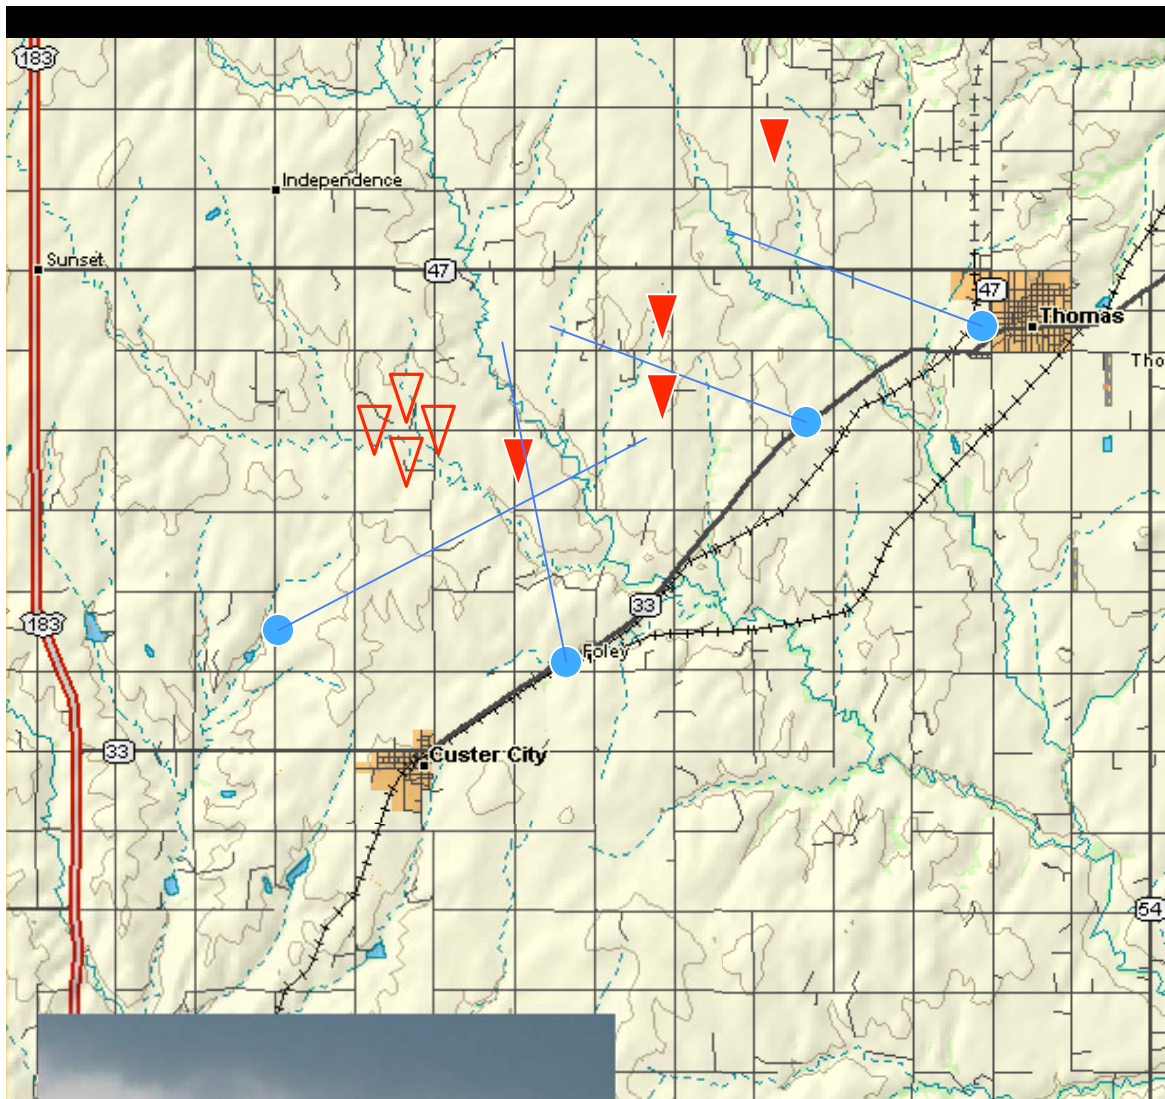 183
Independence
Sunset
47
47
Thomas
Tho
33
183
Foley
33
Custer City
54